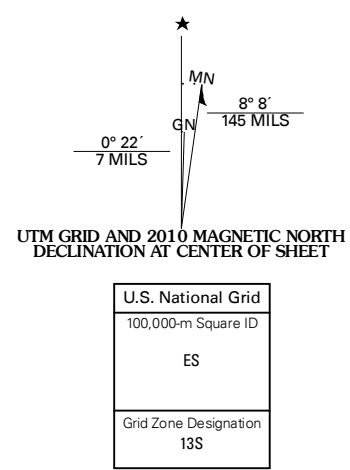 ★
MN
GN
8° 8´
145 MILS
0° 22´
7 MILS
UTM GRID AND 2010 MAGNETIC NORTH
DECLINATION AT CENTER OF SHEET
U.S. National Grid
100,000-m Square ID
ES
Grid Zone Designation
13S